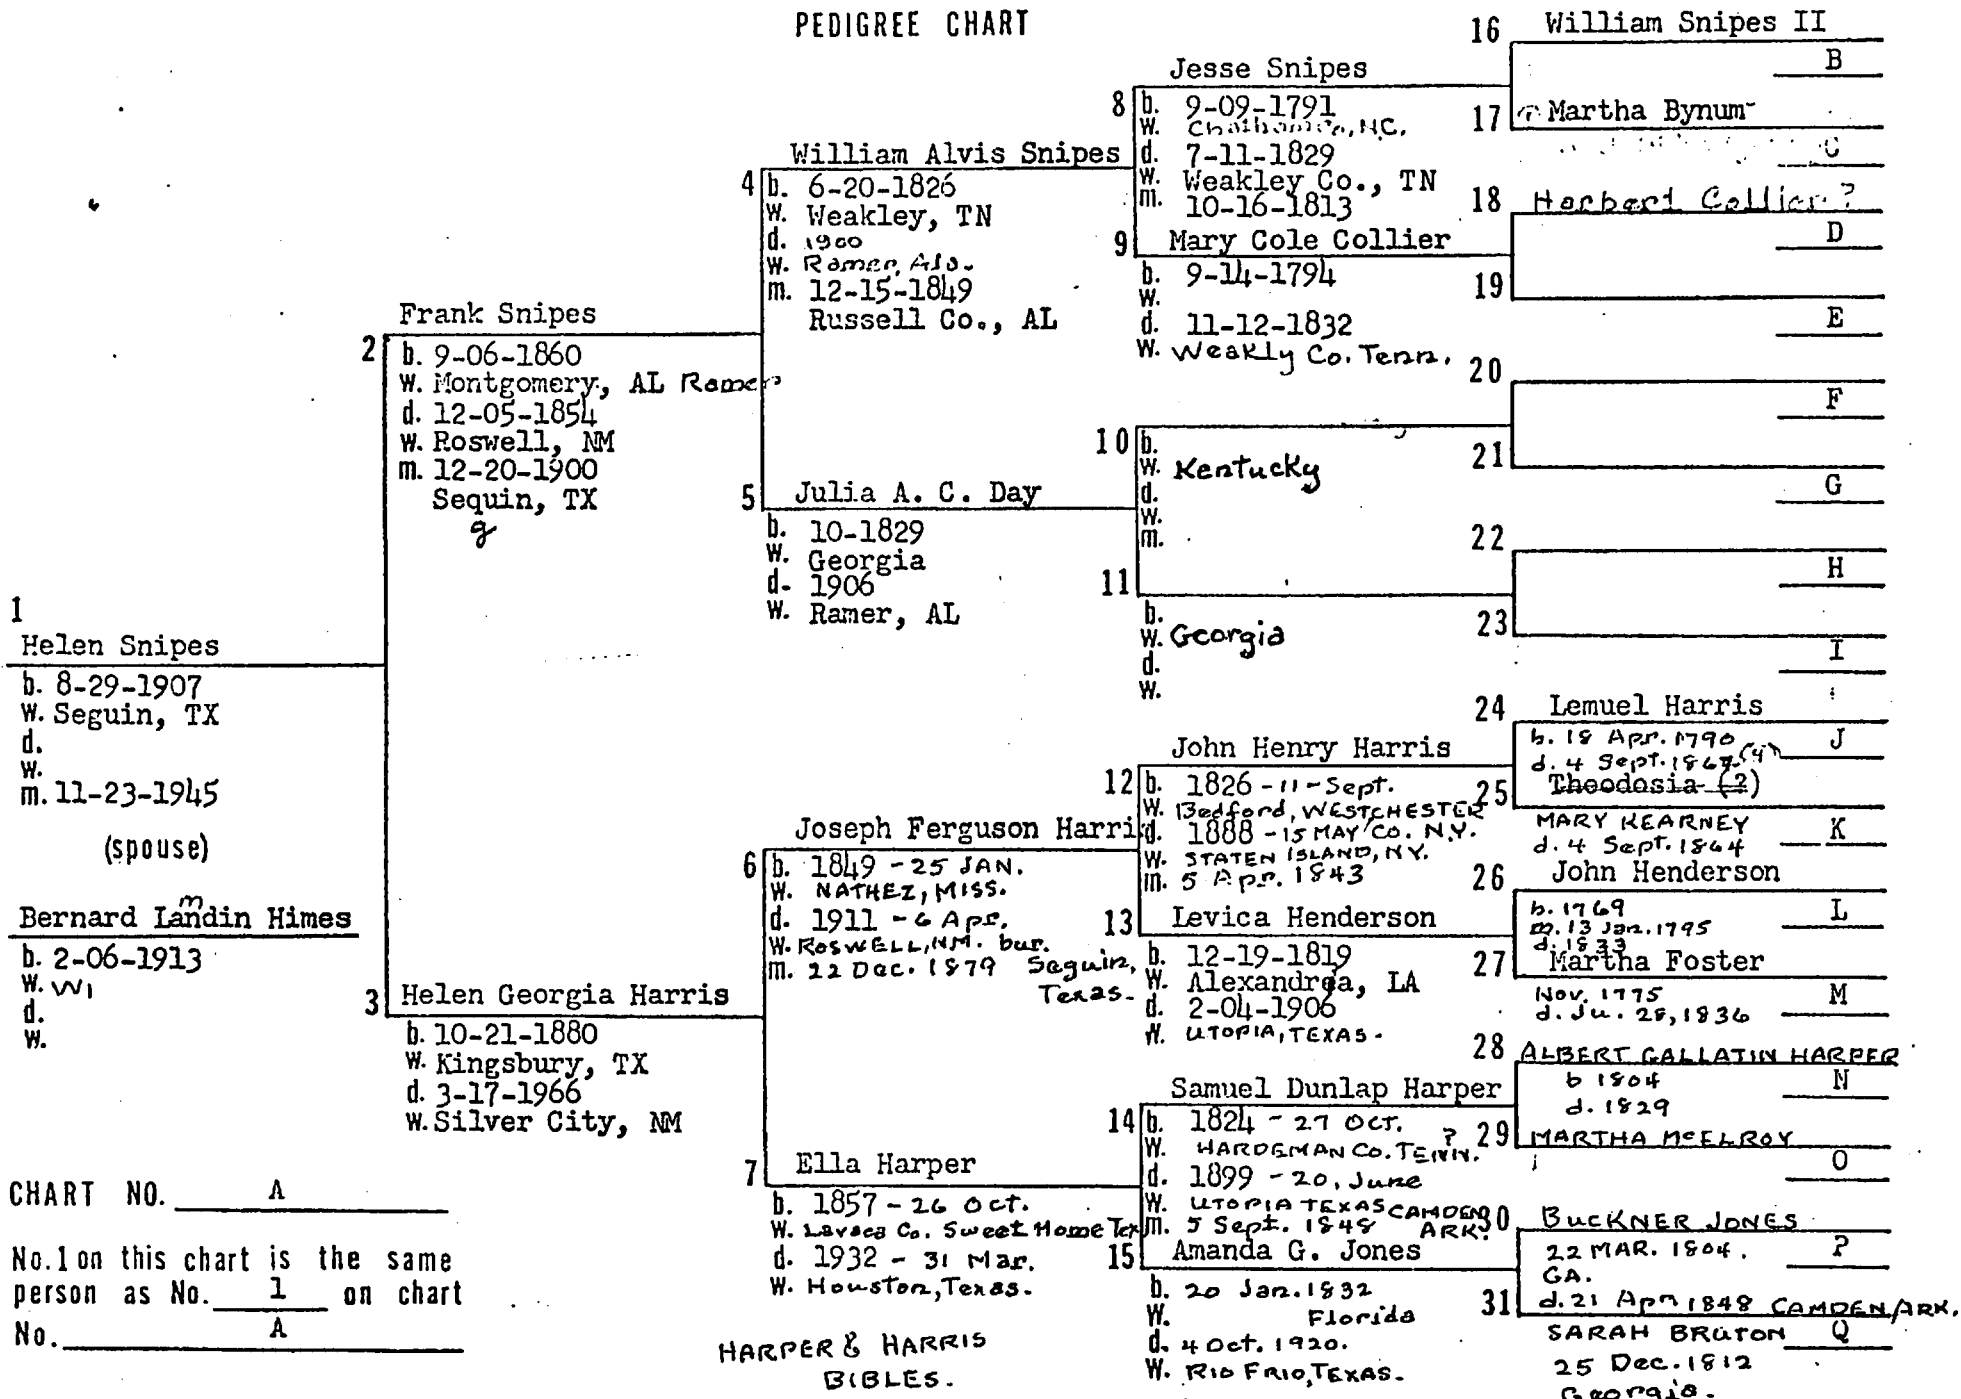 PEDIGREE CHART
1
Helen Snipes
b. 8-29-1907
w. Seguin, TX
d.
w.
m. 11-23-1945
(spouse)
m
Bernard Landin Himes
b. 2-06-1913
w. WI
d.
w.
2
Frank Snipes
b. 9-06-1860
w. Montgomery, AL Ramer
d. 12-05-1854
w. Roswell, NM
m. 12-20-1900
Sequin, TX
g
3
Helen Georgia Harris
b. 10-21-1880
w. Kingsbury, TX
d. 3-17-1966
w. Silver City, NM
4
William Alvis Snipes
b. 6-20-1826
w. Weakley, TN
d. 1900
w. Ramer, Ala.
m. 12-15-1849
Russell Co., AL
5
Julia A. C. Day
b. 10-1829
w. Georgia
d- 1906
w. Ramer, AL
6
Joseph Ferguson Harri
b. 1849 - 25 JAN.
w. NATHEZ, MISS.
d. 1911 - 6 Apr.
w. ROSWELL, NM. bur.
m. 22 Dec. 1879 Seguin,
Texas.
7
Ella Harper
b. 1857 - 26 Oct.
w. Lavaca Co. Sweet Home Tex
d. 1932 - 31 Mar.
w. Houston, Texas.
8
Jesse Snipes
b. 9-09-1791
w. Chatham Co, NC.
d. 7-11-1829
w. Weakley Co., TN
m. 10-16-1813
9
Mary Cole Collier
b. 9-14-1794
w.
d. 11-12-1832
w. Weakly Co. Tenn.
10
b.
w. Kentucky
d.
w.
m.
11
b.
w. Georgia
d.
w.
12
John Henry Harris
b. 1826 - 11 - Sept.
w. Bedford, WESTCHESTER
d. 1888 - 15 MAY CO. N.Y.
w. STATEN ISLAND, NY.
m. 5 Apr. 1843
13
Levica Henderson
b. 12-19-1819
w. Alexandria, LA
d. 2-04-1906
w. UTOPIA, TEXAS.
14
Samuel Dunlap Harper
b. 1824 - 27 OCT.
w. HARDEMAN CO. TENN. ?
d. 1899 - 20, June
w. UTOPIA TEXAS CAMDEN
m. 5 Sept. 1848 ARK.
15
Amanda G. Jones
b. 20 Jan. 1832
w. Florida
d. 4 Oct. 1920.
w. RIO FRIO, TEXAS.
16
William Snipes II
B
17
Martha Bynum
C
18
Herbert Collier ?
D
19
E
20
F
21
G
22
H
23
I
24
Lemuel Harris
b. 18 Apr. 1790
J
d. 4 Sept. 1867 (4)
25
Theodosia (?)
MARY KEARNEY
K
d. 4 Sept. 1864
26
John Henderson
b. 1769
L
m. 13 Jan. 1795
d. 1833
27
Martha Foster
Nov. 1775
M
d. Ju. 28, 1836
28
ALBERT GALLATIN HARPER
b 1804
N
d. 1829
29
MARTHA McELROY
O
30
BUCKNER JONES
22 MAR. 1804.
P
GA.
31
d. 21 Apr 1848 CAMDEN, ARK.
SARAH BRUTON
Q
25 Dec. 1812
Georgia.
CHART NO. A
No. 1 on this chart is the same
person as No. 1 on chart
No. A
HARPER & HARRIS
BIBLES.